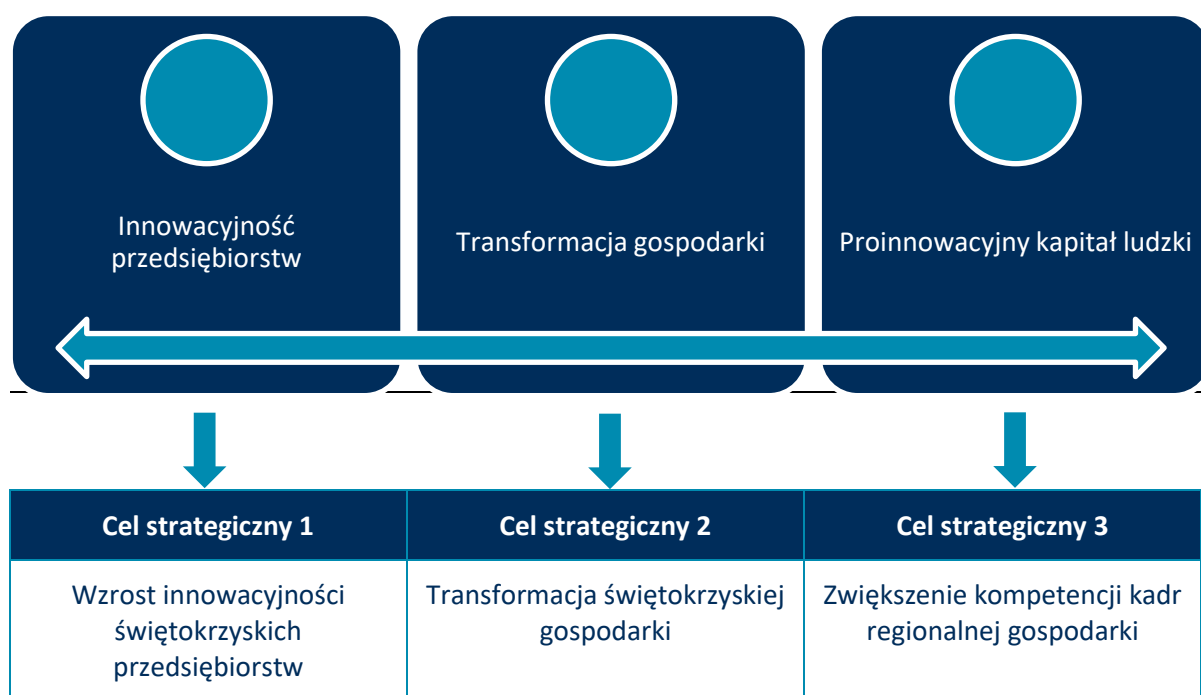 Innowacyjność
przedsiębiorstw
Transformacja gospodarki
Proinnowacyjny kapitał ludzki
Cel strategiczny 1
Cel strategiczny 2
Cel strategiczny 3
Wzrost innowacyjności
świętokrzyskich
przedsiębiorstw
Transformacja świętokrzyskiej
gospodarki
Zwiększenie kompetencji kadr
regionalnej gospodarki